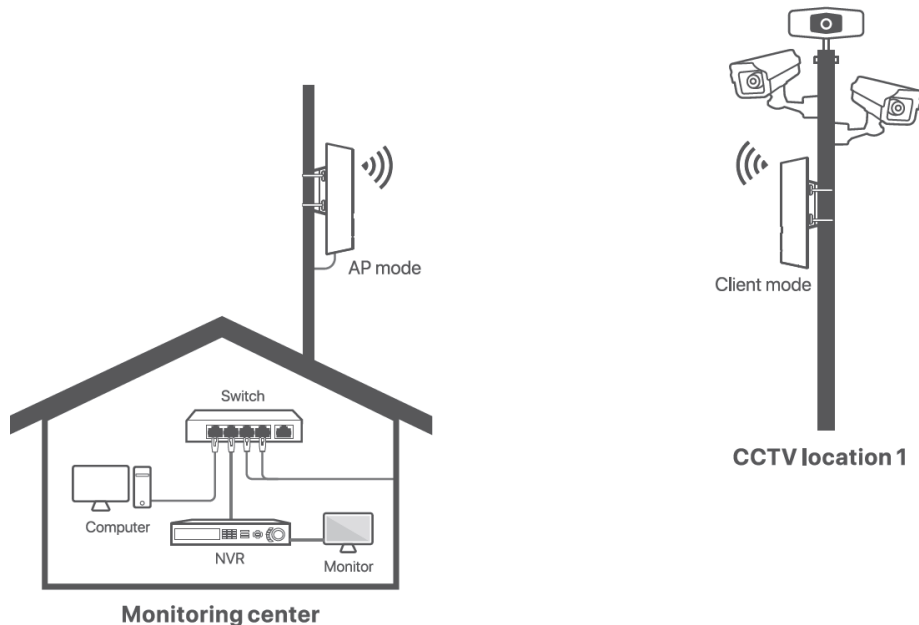 AP mode
Client mode
Switch
CCTV location 1
Computer
NVR
Monitor
Monitoring center